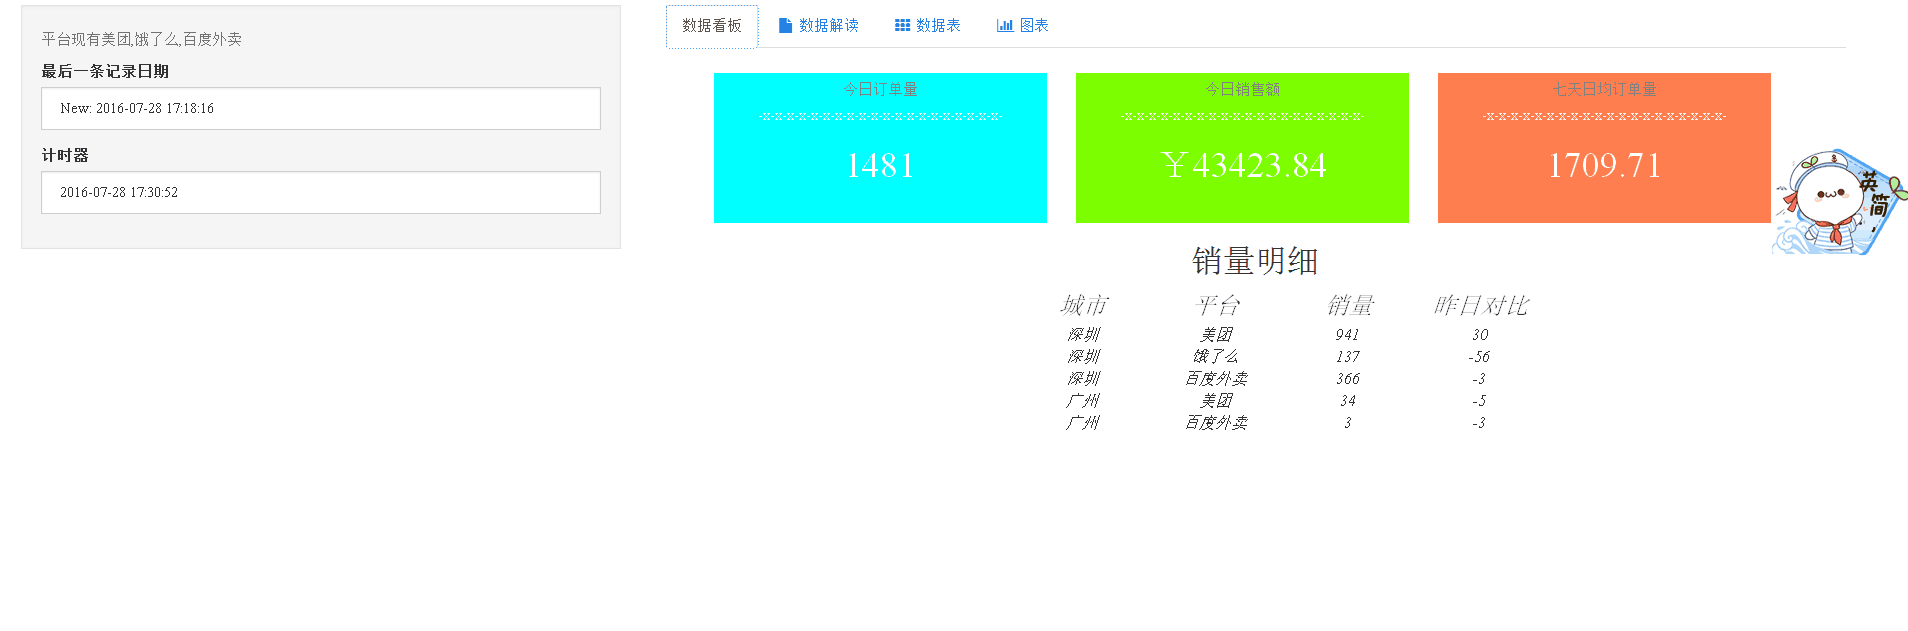 平台现有美团,饿了么,百度外卖
最后一条记录日期
New: 2016-07-28 17:18:16
计时器
2016-07-28 17:30:52
数据看板 数据解读 数据表 图表
今日订单量
-x-x-x-x-x-x-x-x-x-x-x-x-x-x-x-x-x-x-x-x-
1481
今日销售额
-x-x-x-x-x-x-x-x-x-x-x-x-x-x-x-x-x-x-x-x-
￥43423.84
七天日均订单量
-x-x-x-x-x-x-x-x-x-x-x-x-x-x-x-x-x-x-x-x-
1709.71
英简
销量明细
城市 平台 销量 昨日对比
深圳 美团 941 30
深圳 饿了么 137 -56
深圳 百度外卖 366 -3
广州 美团 34 -5
广州 百度外卖 3 -3